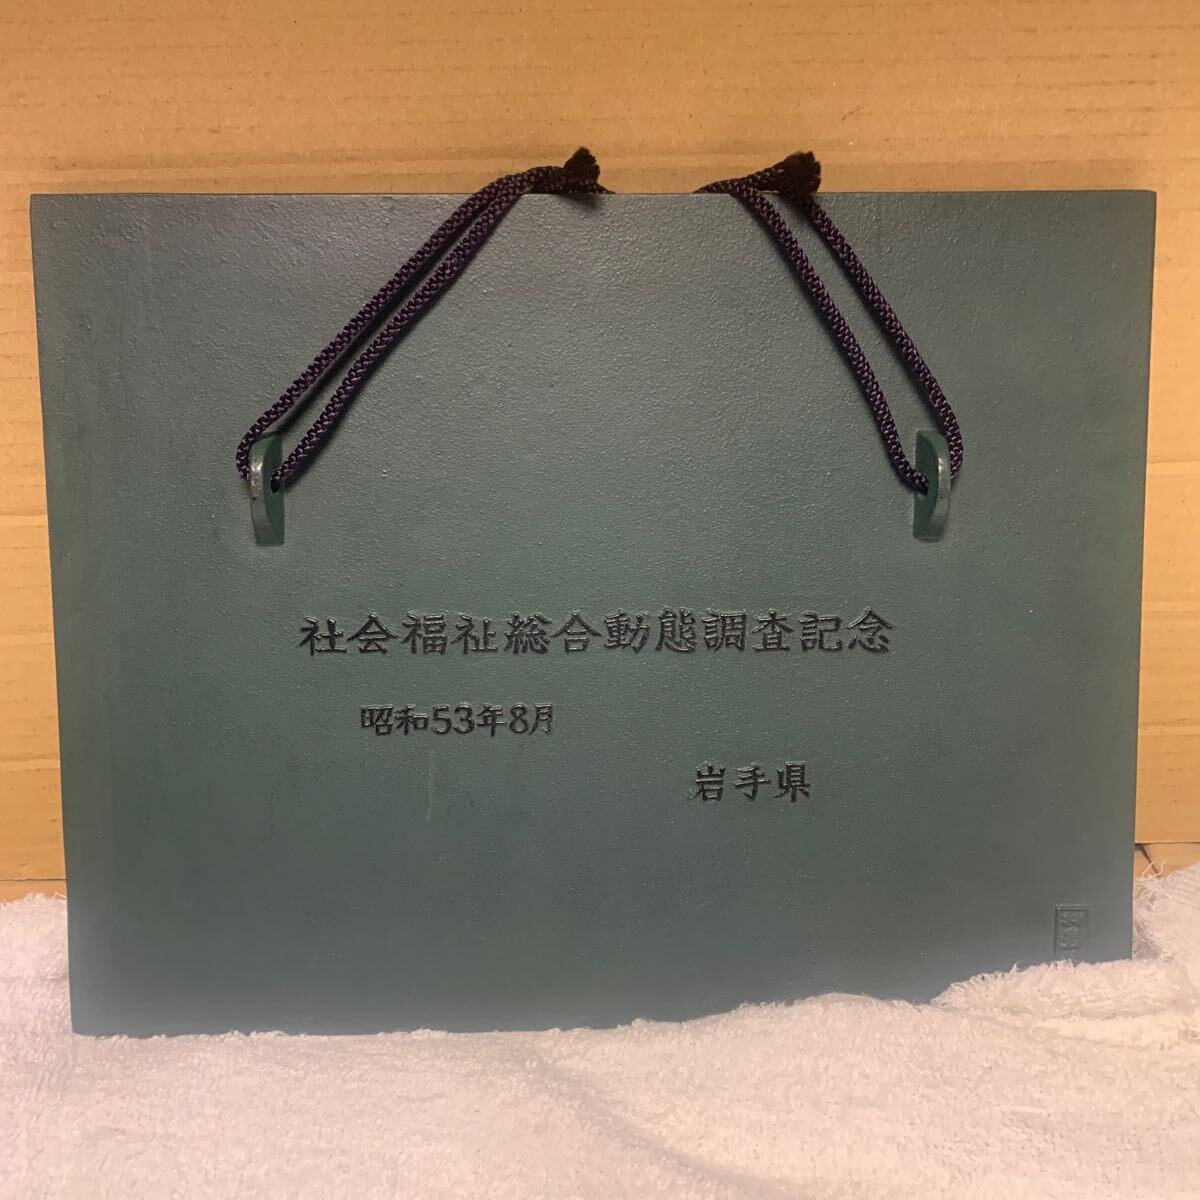 社会福祉総合動態調査記念
昭和53年8月
岩手県